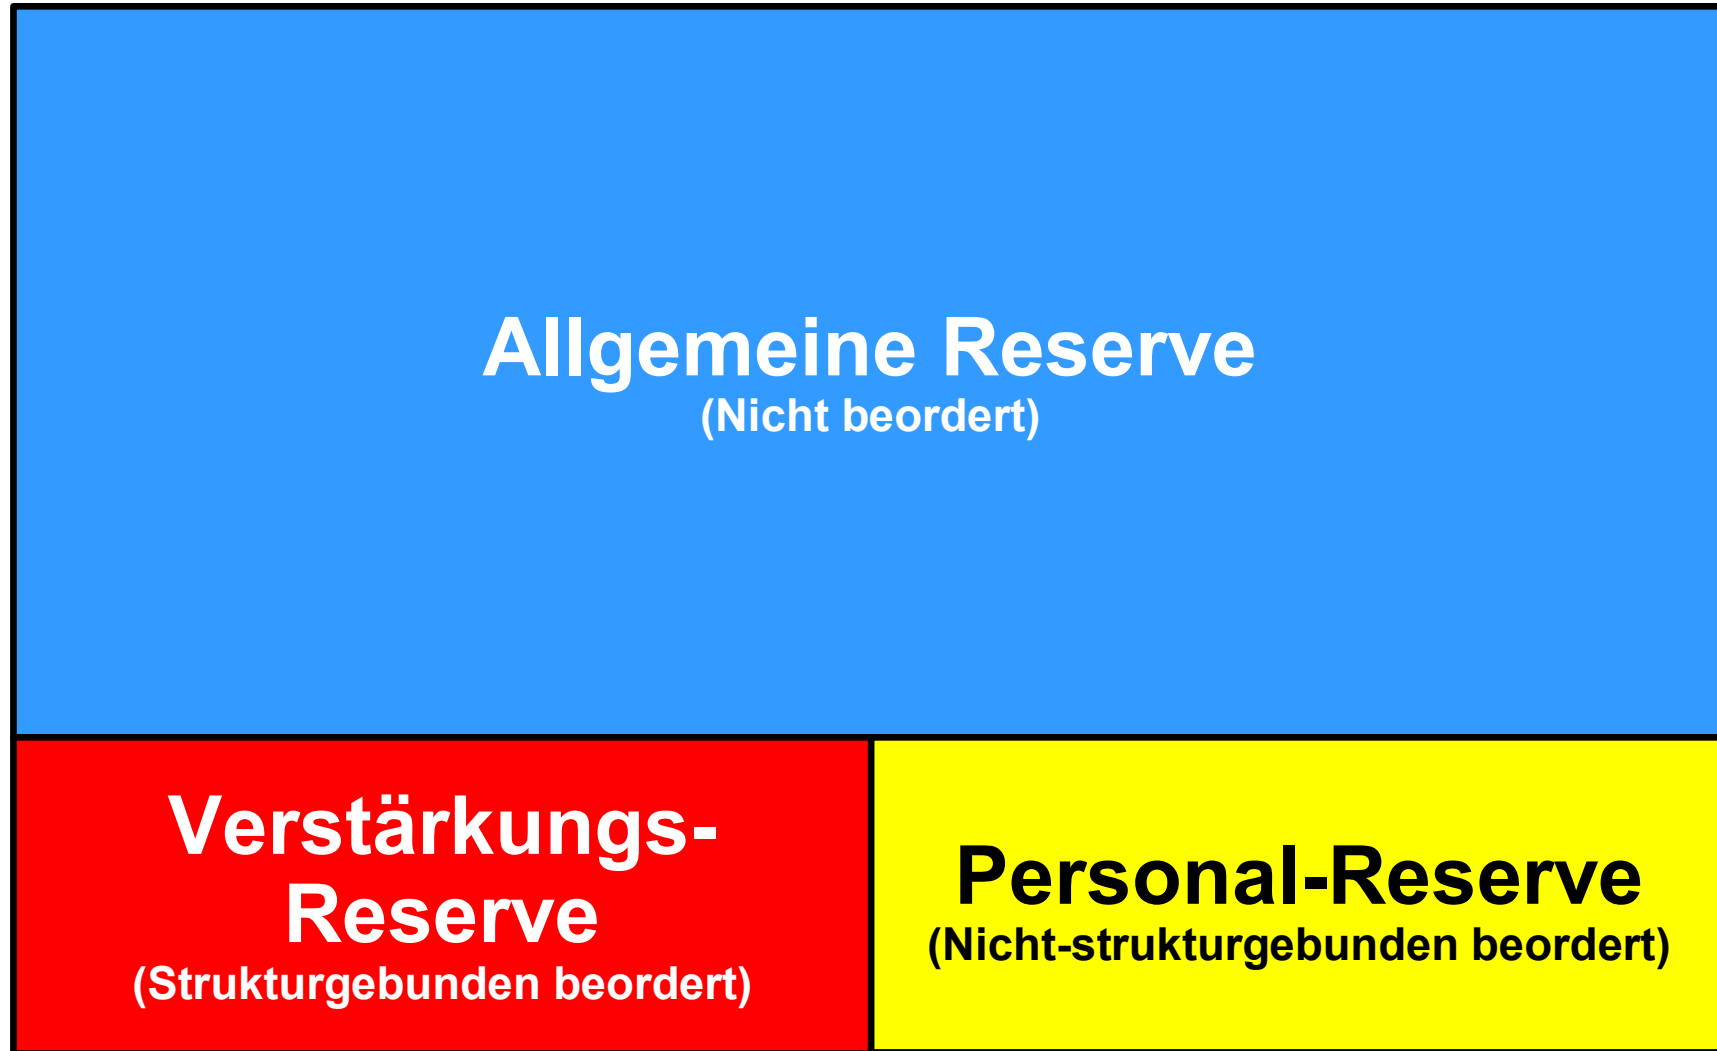 Allgemeine Reserve
(Nicht beordert)
Verstärkungs-
Reserve
(Strukturgebunden beordert)
Personal-Reserve
(Nicht-strukturgebunden beordert)